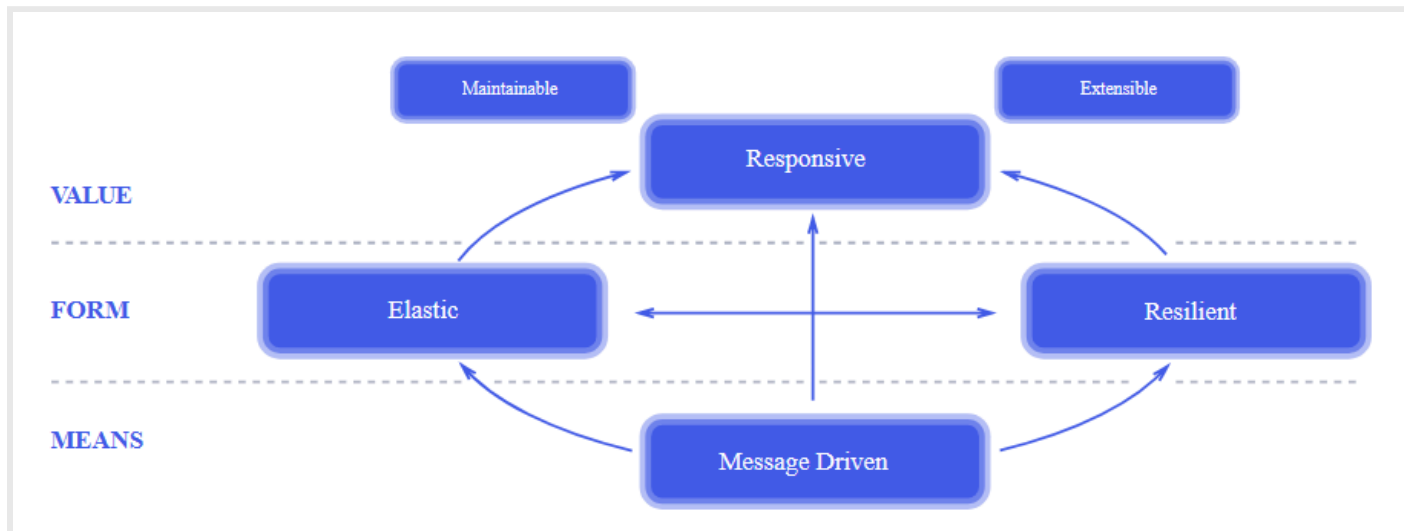 Maintainable
Extensible
Responsive
VALUE
FORM
Elastic
Resilient
MEANS
Message Driven